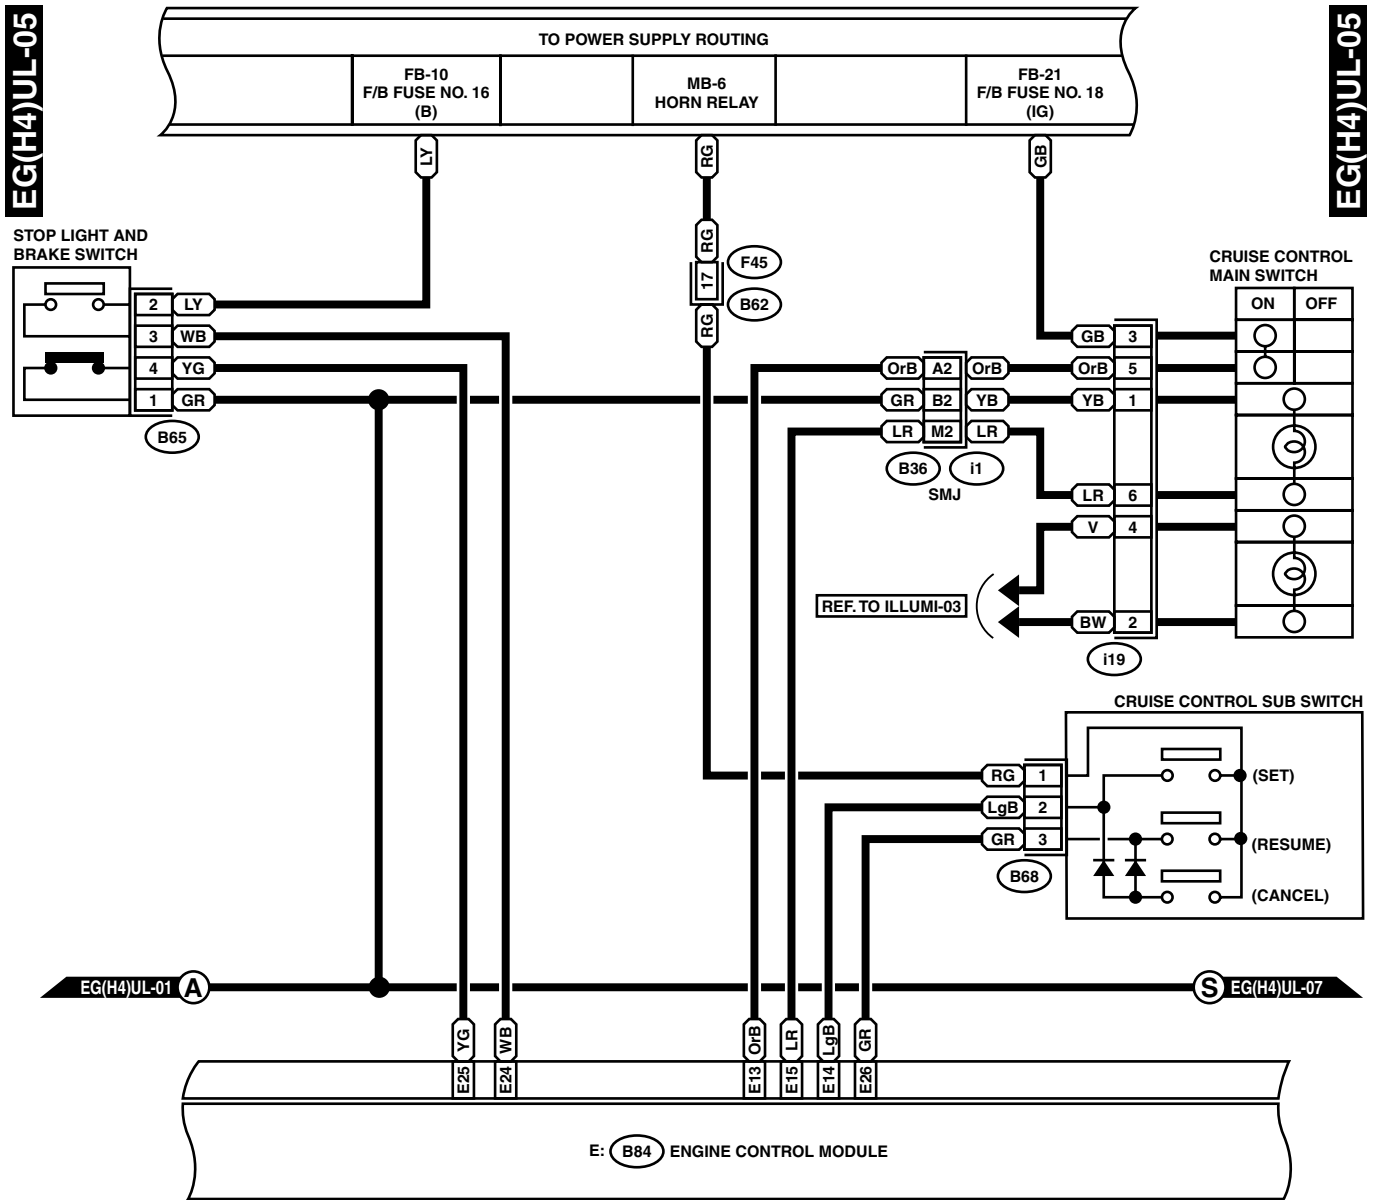 EG(H4)UL-05
EG(H4)UL-05
TO POWER SUPPLY ROUTING
FB-10
F/B FUSE NO. 16
(B)
MB-6
HORN RELAY
FB-21
F/B FUSE NO. 18
(IG)
LY
RG
GB
STOP LIGHT AND
BRAKE SWITCH
2 LY
3 WB
4 YG
1 GR
B65
RG
17
RG
F45
B62
CRUISE CONTROL
MAIN SWITCH
ON OFF
GB 3
OrB A2 OrB OrB 5
GR B2 YB YB 1
LR M2 LR
B36 i1
SMJ
LR 6
V 4
REF. TO ILLUMI-03
BW 2
i19
CRUISE CONTROL SUB SWITCH
RG 1
LgB 2
GR 3
B68
(SET)
(RESUME)
(CANCEL)
EG(H4)UL-01 A
S EG(H4)UL-07
YG WB OrB LR LgB GR
E25 E24 E13 E15 E14 E26
E: B84 ENGINE CONTROL MODULE